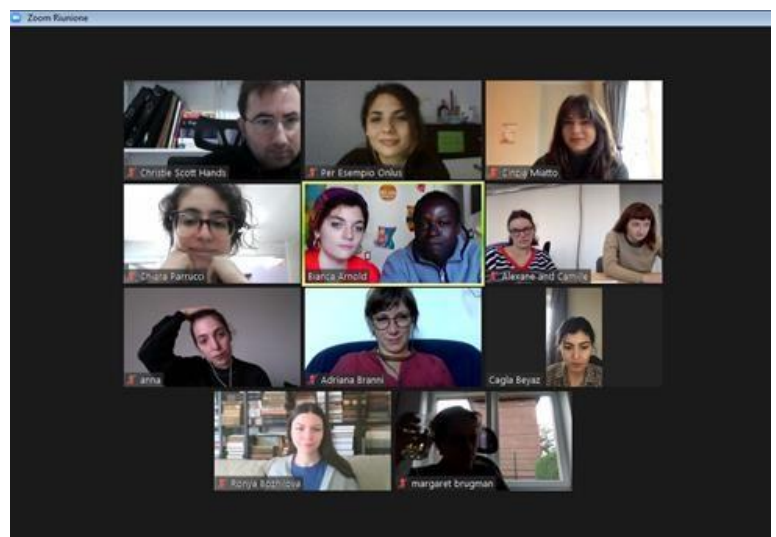 Zoom Riunione
Christie Scott Hands
Per Esempio Onlus
Cinzia Miatto
Chiara Parrucci
Bianca Arnold
Alexane and Camille
anna
Adriana Branni
Cagla Beyaz
Ronya Bozhilova
margaret brugman